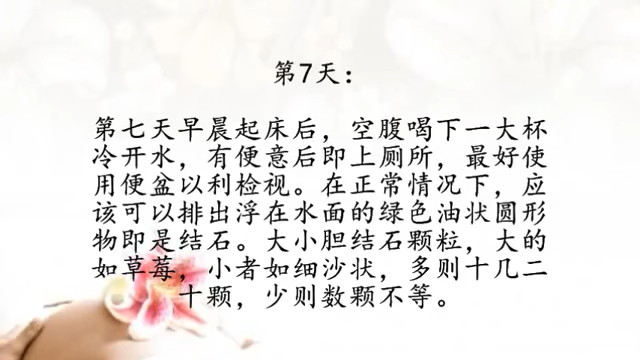 第7天：
第七天早晨起床后，空腹喝下一大杯
冷开水，有便意后即上厕所，最好使
用便盆以利检视。在正常情况下，应
该可以排出浮在水面的绿色油状圆形
物即是结石。大小胆结石颗粒，大的
如草莓，小者如细沙状，多则十几二
十颗，少则数颗不等。